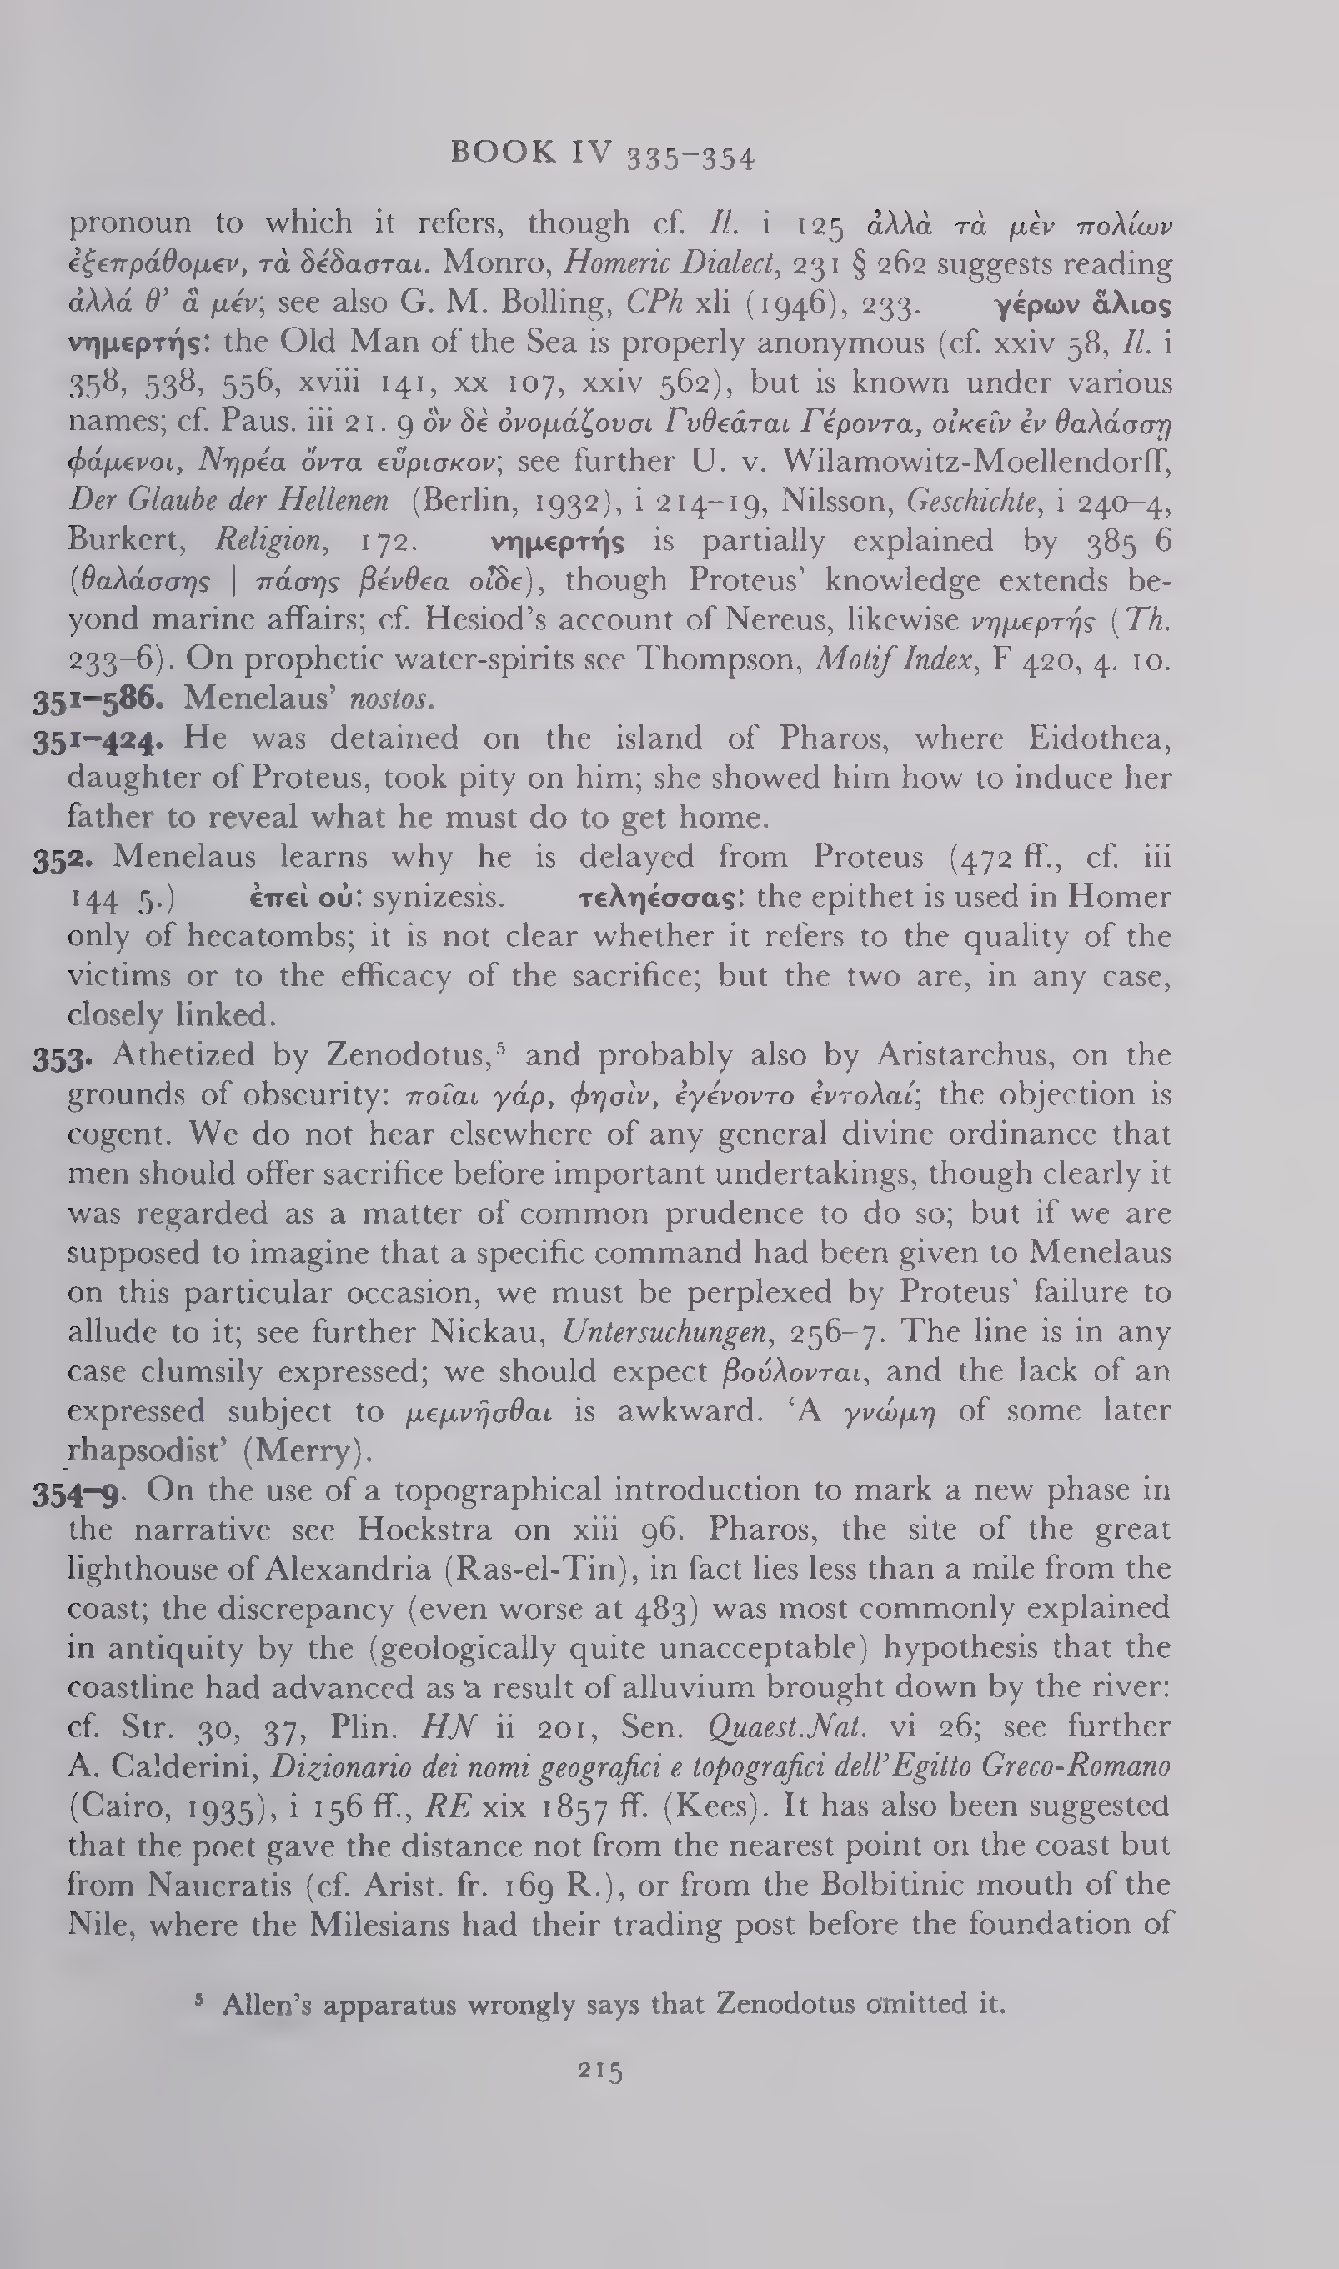 BOOK IV 335–354
pronoun to which it refers, though cf. Il. i 125 ἀλλὰ τὰ μὲν πολίων
ἐξεπράθομεν, τὰ δέδασται. Monro, Homeric Dialect, 231 § 262 suggests reading
ἀλλά θ’ ἃ μέν; see also G. M. Bolling, CPh xli (1946), 233. γέρων ἅλιος
νημερτής: the Old Man of the Sea is properly anonymous (cf. xxiv 58, Il. i
358, 538, 556, xviii 141, xx 107, xxiv 562), but is known under various
names; cf. Paus. iii 21. 9 ὃν δὲ ὀνομάζουσι Γυθεᾶται Γέροντα, οἰκεῖν ἐν θαλάσσῃ
φάμενοι, Νηρέα ὄντα εὕρισκον; see further U. v. Wilamowitz-Moellendorff,
Der Glaube der Hellenen (Berlin, 1932), i 214–19, Nilsson, Geschichte, i 240–4,
Burkert, Religion, 172. νημερτής is partially explained by 385 6
(θαλάσσης | πάσης βένθεα οἶδε), though Proteus’ knowledge extends be-
yond marine affairs; cf. Hesiod’s account of Nereus, likewise νημερτής (Th.
233–6). On prophetic water-spirits see Thompson, Motif Index, F 420, 4. 10.
351–586. Menelaus’ nostos.
351–424. He was detained on the island of Pharos, where Eidothea,
daughter of Proteus, took pity on him; she showed him how to induce her
father to reveal what he must do to get home.
352. Menelaus learns why he is delayed from Proteus (472 ff., cf. iii
144 5.) ἐπεὶ οὐ: synizesis. τεληέσσας: the epithet is used in Homer
only of hecatombs; it is not clear whether it refers to the quality of the
victims or to the efficacy of the sacrifice; but the two are, in any case,
closely linked.
353. Athetized by Zenodotus,⁵ and probably also by Aristarchus, on the
grounds of obscurity: ποῖαι γάρ, φησίν, ἐγένοντο ἐντολαί; the objection is
cogent. We do not hear elsewhere of any general divine ordinance that
men should offer sacrifice before important undertakings, though clearly it
was regarded as a matter of common prudence to do so; but if we are
supposed to imagine that a specific command had been given to Menelaus
on this particular occasion, we must be perplexed by Proteus’ failure to
allude to it; see further Nickau, Untersuchungen, 256–7. The line is in any
case clumsily expressed; we should expect βούλονται, and the lack of an
expressed subject to μεμνῆσθαι is awkward. ‘A γνώμη of some later
rhapsodist’ (Merry).
354–9. On the use of a topographical introduction to mark a new phase in
the narrative see Hoekstra on xiii 96. Pharos, the site of the great
lighthouse of Alexandria (Ras-el-Tin), in fact lies less than a mile from the
coast; the discrepancy (even worse at 483) was most commonly explained
in antiquity by the (geologically quite unacceptable) hypothesis that the
coastline had advanced as a result of alluvium brought down by the river:
cf. Str. 30, 37, Plin. HN ii 201, Sen. Quaest.Nat. vi 26; see further
A. Calderini, Dizionario dei nomi geografici e topografici dell’Egitto Greco-Romano
(Cairo, 1935), i 156 ff., RE xix 1857 ff. (Kees). It has also been suggested
that the poet gave the distance not from the nearest point on the coast but
from Naucratis (cf. Arist. fr. 169 R.), or from the Bolbitinic mouth of the
Nile, where the Milesians had their trading post before the foundation of
⁵ Allen’s apparatus wrongly says that Zenodotus omitted it.
215